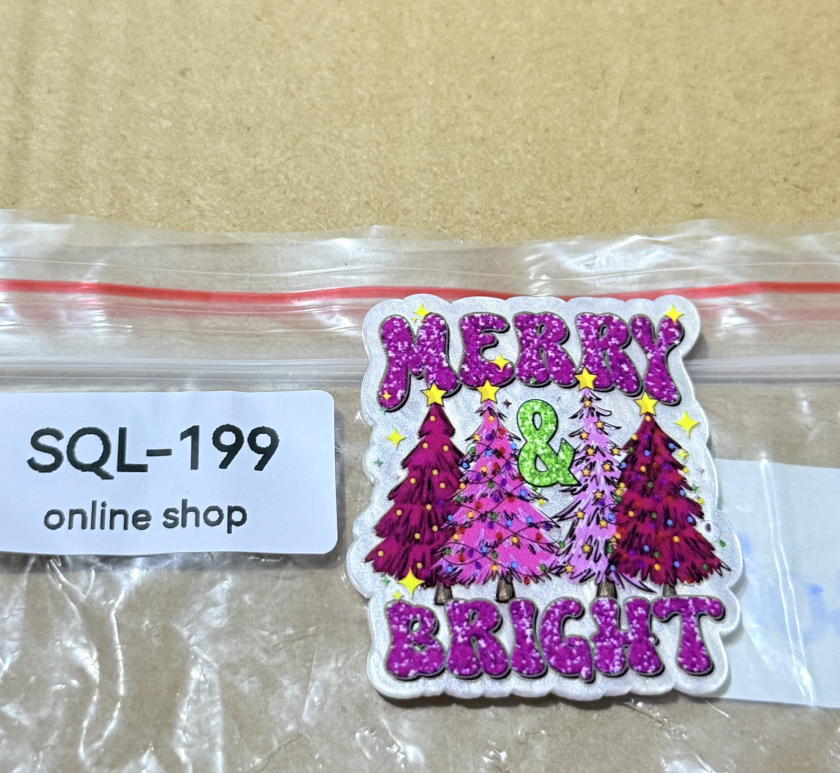 MERRY
&
BRIGHT
SQL-199
online shop